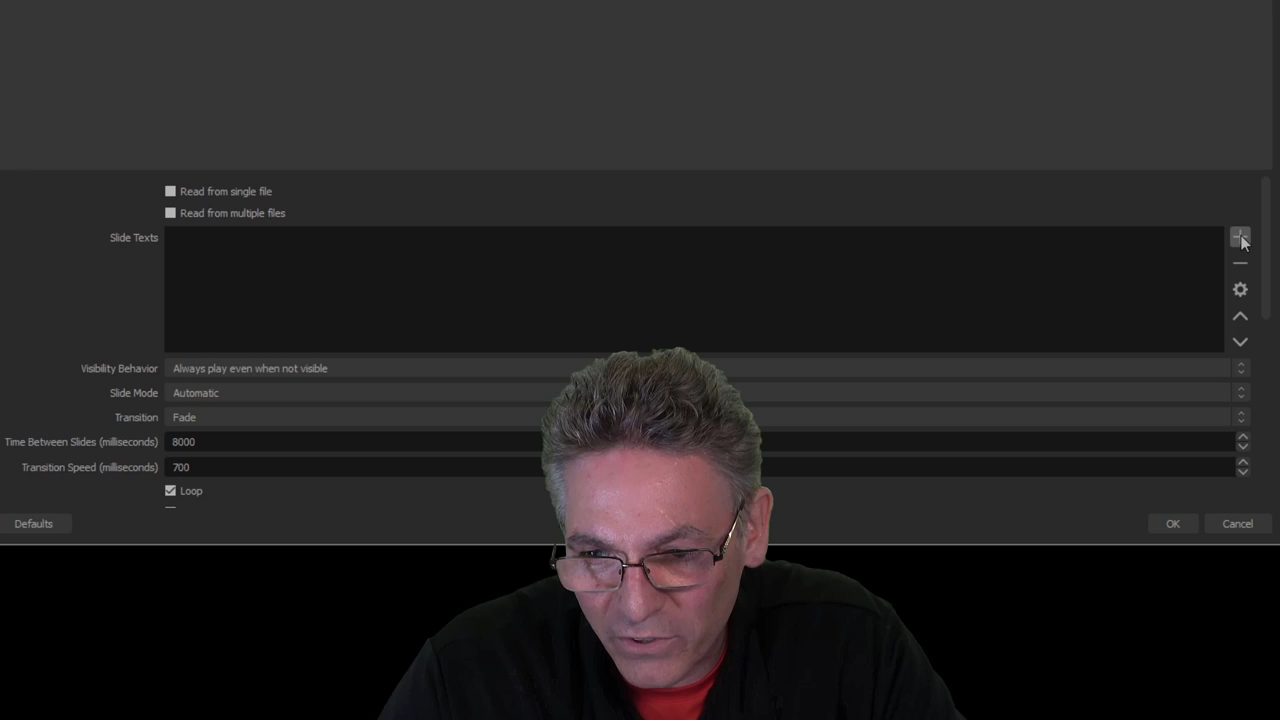 Read from single file
Read from multiple files
Slide Texts
Visibility Behavior Always play even when not visible
Slide Mode Automatic
Transition Fade
Time Between Slides (milliseconds) 8000
Transition Speed (milliseconds) 700
Loop
Defaults OK Cancel